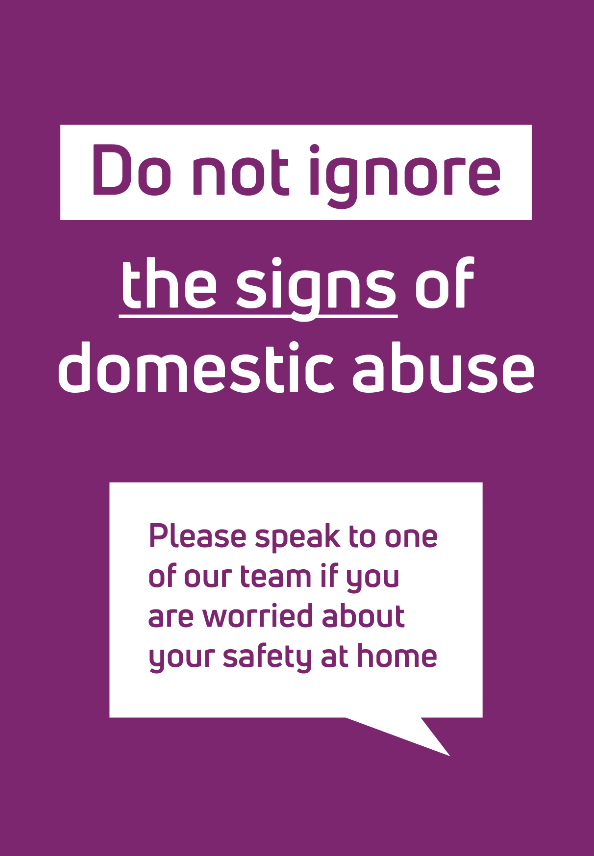 Do not ignore
the signs of
domestic abuse
Please speak to one
of our team if you
are worried about
your safety at home